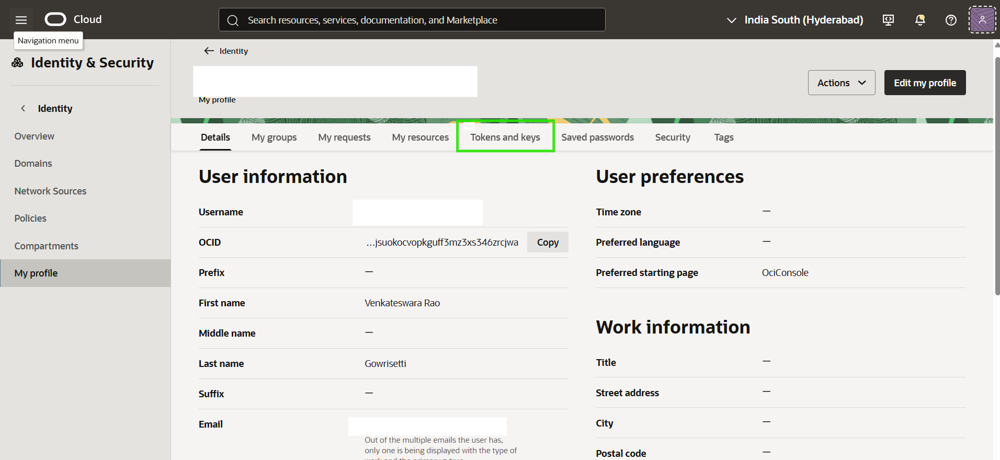 Cloud
Search resources, services, documentation, and Marketplace
India South (Hyderabad)
Navigation menu
Identity & Security
Identity
Overview
Domains
Network Sources
Policies
Compartments
My profile
Identity
My profile
Actions
Edit my profile
Details
My groups
My requests
My resources
Tokens and keys
Saved passwords
Security
Tags
User information
Username
OCID
...jsuokocvopkguff3mz3xs346zrcjwa
Copy
Prefix
—
First name
Venkateswara Rao
Middle name
—
Last name
Gowrisetti
Suffix
—
Email
Out of the multiple emails the user has,
only one is being displayed with the type of
User preferences
Time zone
—
Preferred language
—
Preferred starting page
OciConsole
Work information
Title
—
Street address
—
City
—
Postal code
—